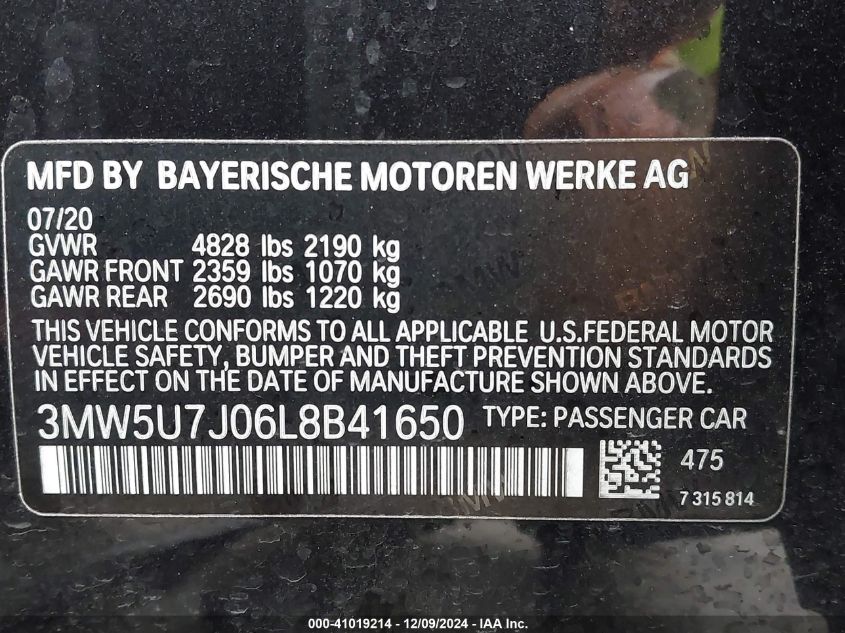 MFD BY BAYERISCHE MOTOREN WERKE AG
07/20
GVWR 4828 lbs 2190 kg
GAWR FRONT 2359 lbs 1070 kg
GAWR REAR 2690 lbs 1220 kg
THIS VEHICLE CONFORMS TO ALL APPLICABLE U.S.FEDERAL MOTOR
VEHICLE SAFETY, BUMPER AND THEFT PREVENTION STANDARDS
IN EFFECT ON THE DATE OF MANUFACTURE SHOWN ABOVE.
3MW5U7J06L8B41650 TYPE: PASSENGER CAR
475
7 315 814
000-41019214 - 12/09/2024 - IAA Inc.